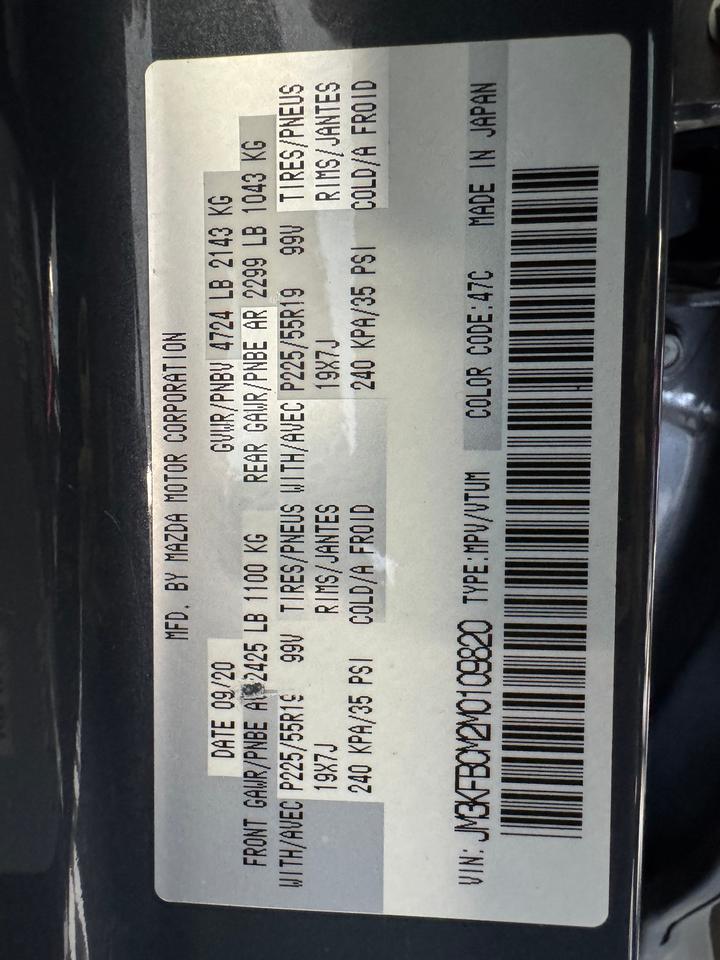 MFD. BY MAZDA MOTOR CORPORATION
DATE 09/20 GVWR/PNBV 4724 LB 2143 KG
FRONT GAWR/PNBE 2425 LB 1100 KG REAR GAWR/PNBE AR 2299 LB 1043 KG
WITH/AVEC P225/55R19 99V TIRES/PNEUS WITH/AVEC P225/55R19 99V TIRES/PNEUS
19X7J RIMS/JANTES 19X7J RIMS/JANTES
240 KPA/35 PSI COLD/A FROID 240 KPA/35 PSI COLD/A FROID
VIN: JM3KFBCM2M0109820 TYPE:MPV/VTUM COLOR CODE:47C MADE IN JAPAN